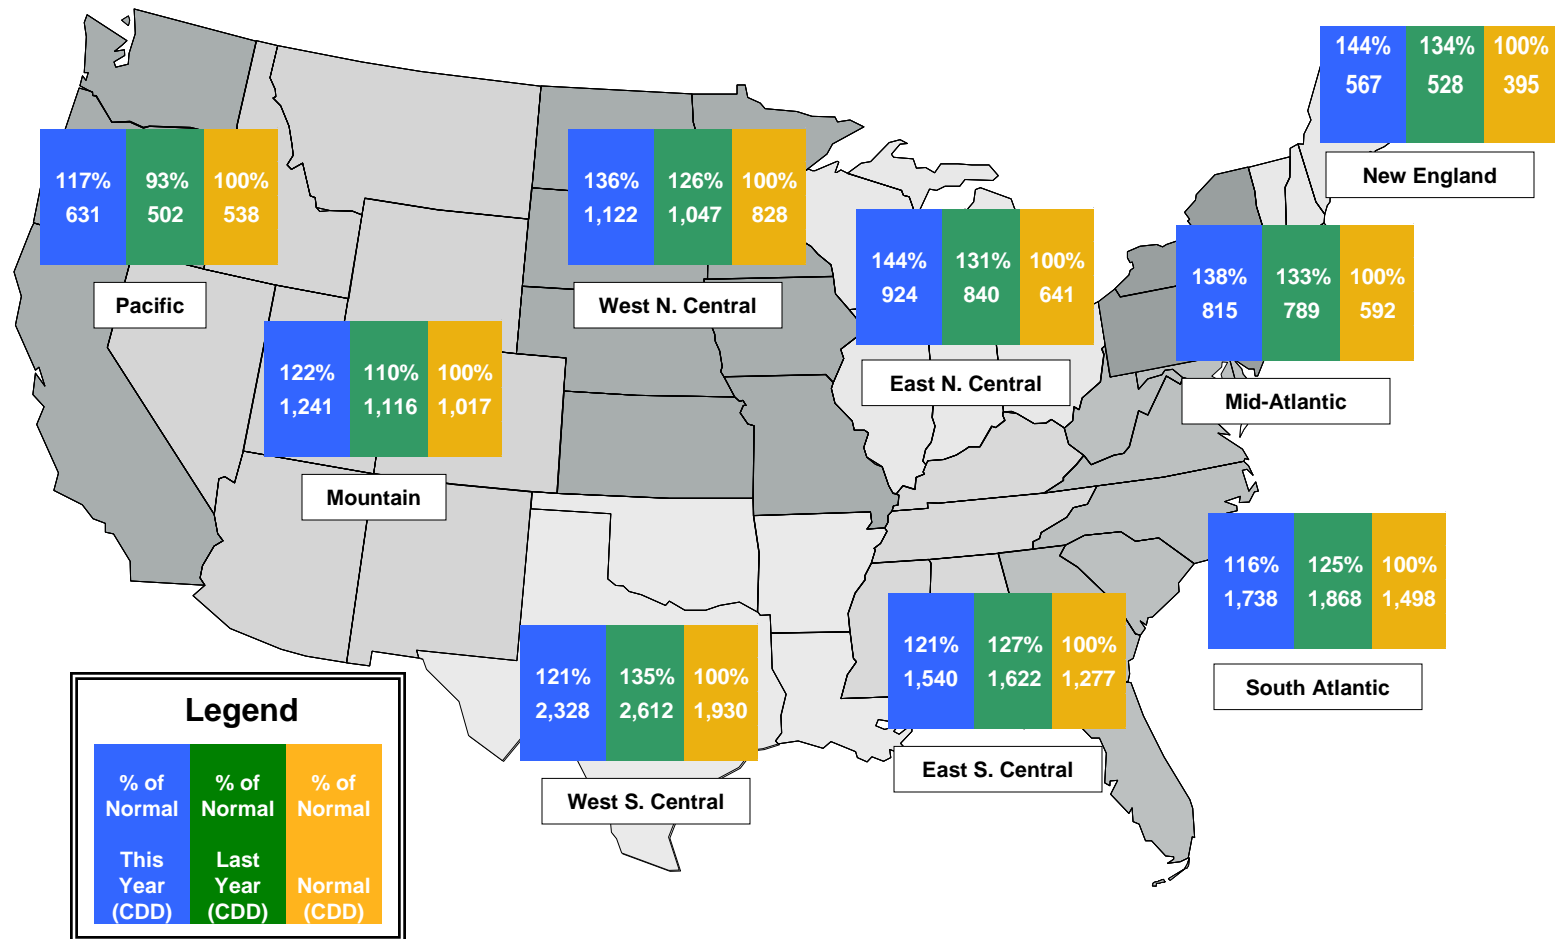 144% 134% 100%
567 528 395
New England
117% 93% 100%
631 502 538
Pacific
136% 126% 100%
1,122 1,047 828
West N. Central
144% 131% 100%
924 840 641
East N. Central
138% 133% 100%
815 789 592
Mid-Atlantic
122% 110% 100%
1,241 1,116 1,017
Mountain
116% 125% 100%
1,738 1,868 1,498
South Atlantic
121% 127% 100%
1,540 1,622 1,277
East S. Central
121% 135% 100%
2,328 2,612 1,930
West S. Central
Legend
% of % of % of
Normal Normal Normal
This Last
Year Year Normal
(CDD) (CDD) (CDD)